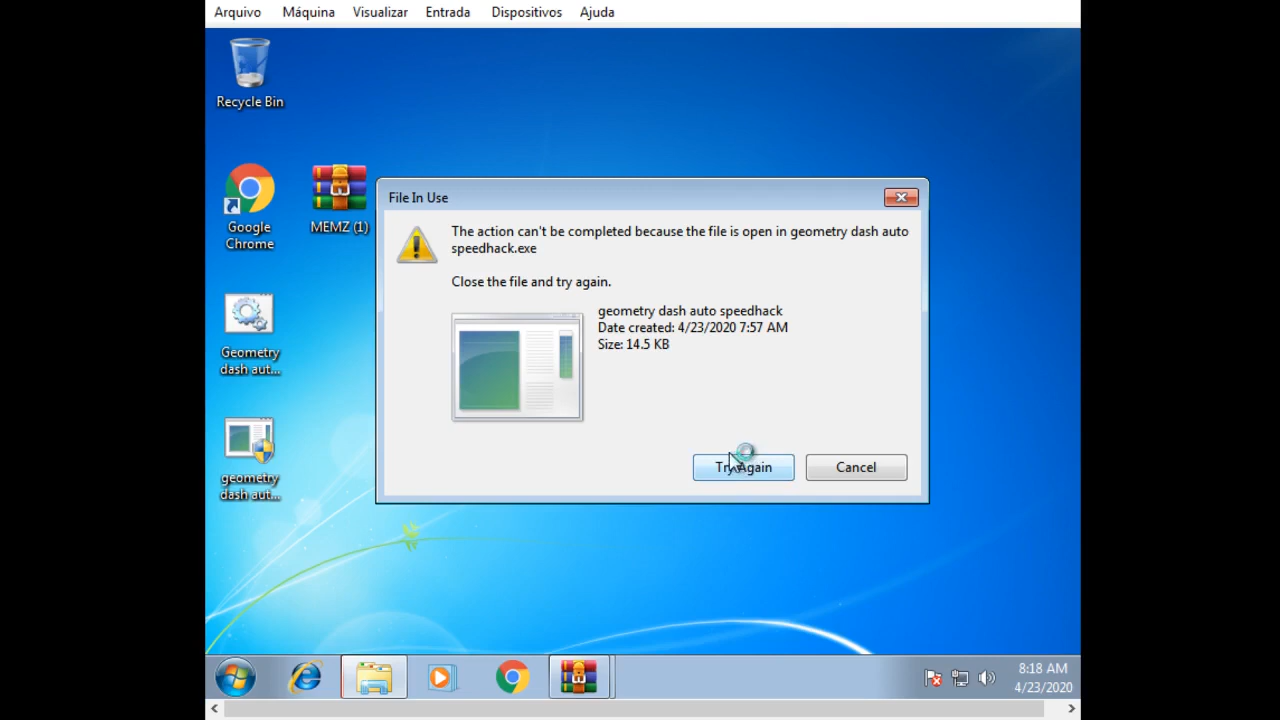 Arquivo Máquina Visualizar Entrada Dispositivos Ajuda
Recycle Bin
Google
Chrome
MEMZ (1)
Geometry
dash aut...
geometry
dash aut...
File In Use
The action can't be completed because the file is open in geometry dash auto
speedhack.exe
Close the file and try again.
geometry dash auto speedhack
Date created: 4/23/2020 7:57 AM
Size: 14.5 KB
Try Again
Cancel
8:18 AM
4/23/2020